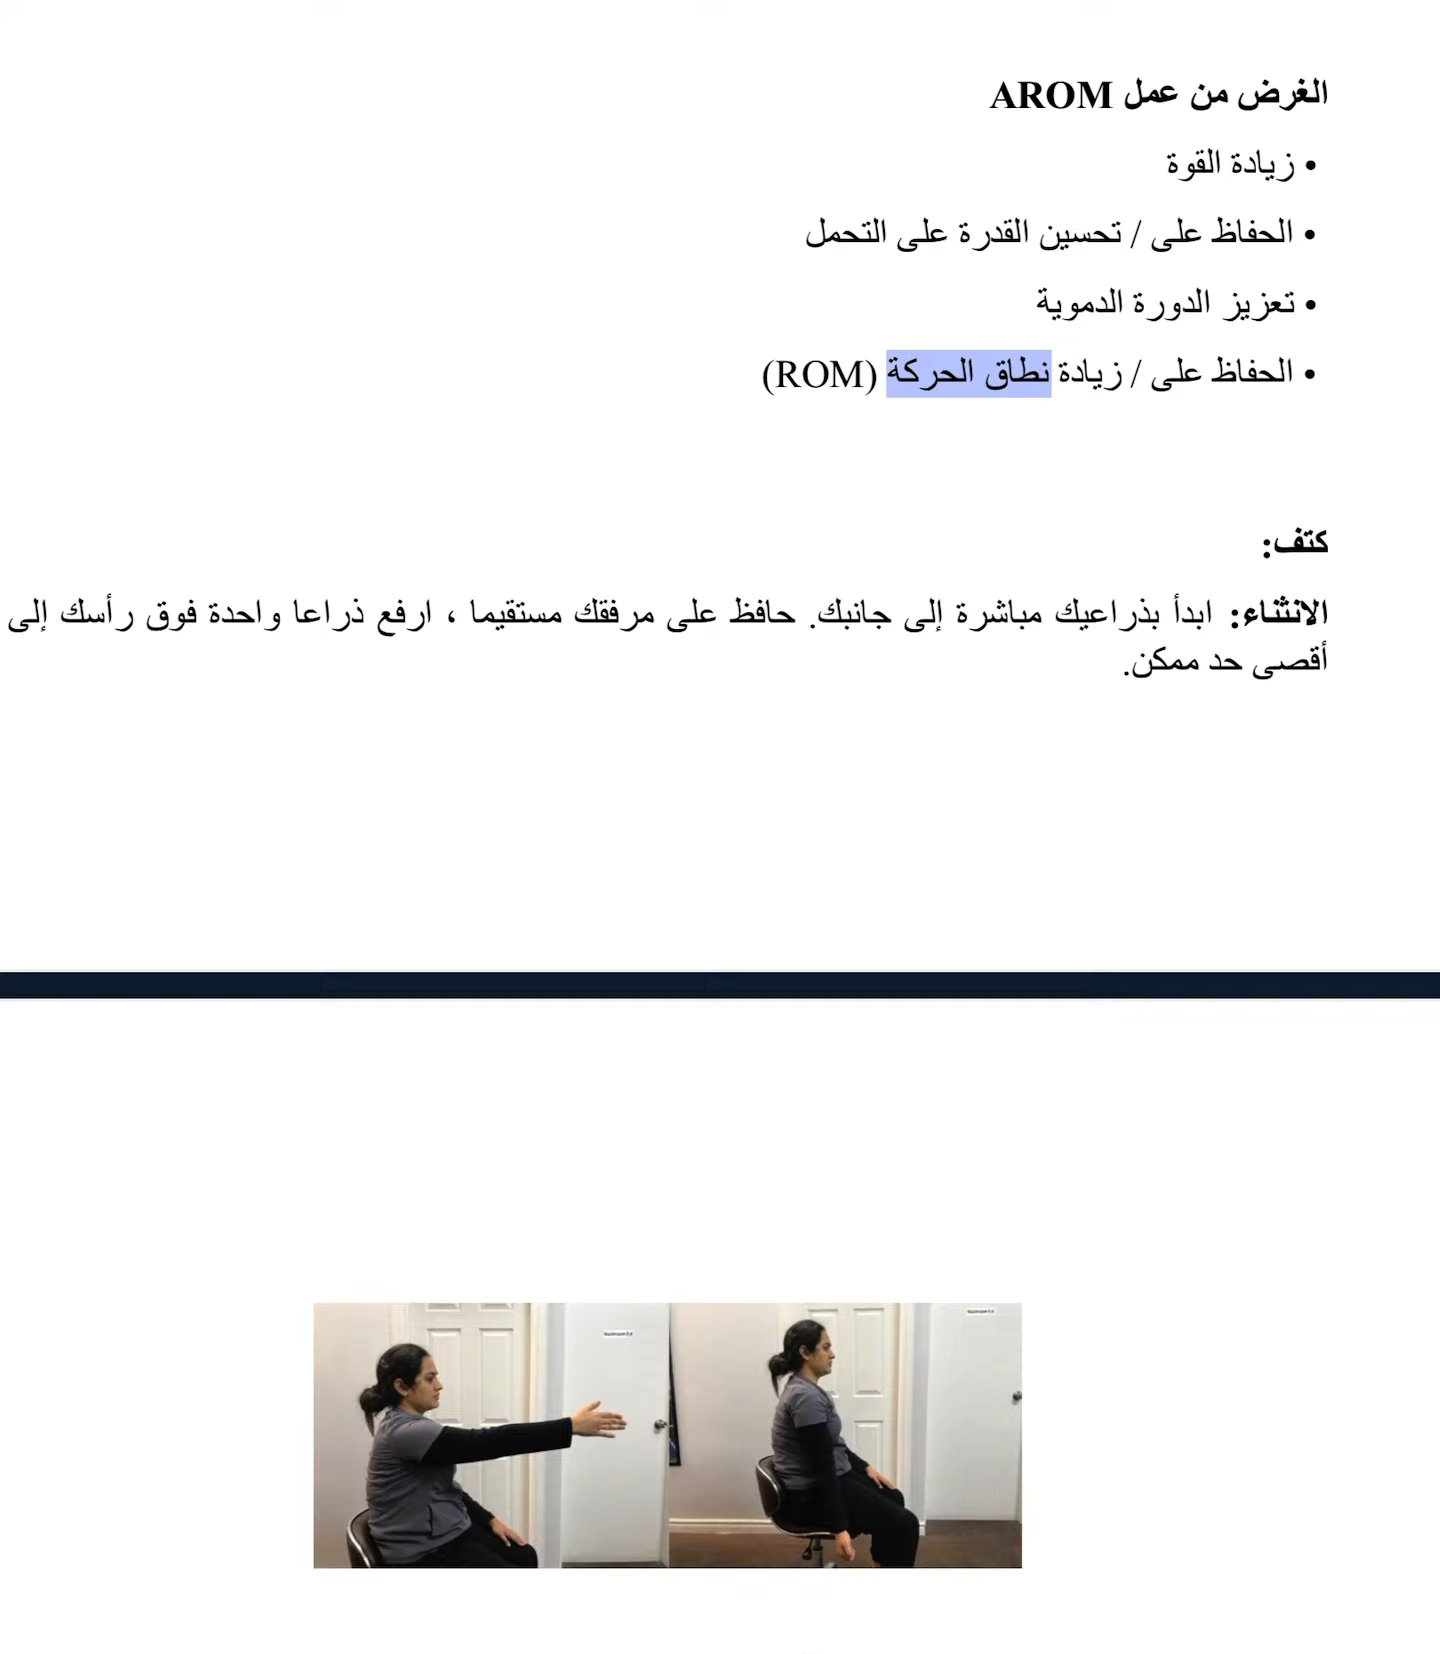 الغرض من عمل AROM
• زيادة القوة
• الحفاظ على / تحسين القدرة على التحمل
• تعزيز الدورة الدموية
• الحفاظ على / زيادة نطاق الحركة (ROM)
كتف:
الانثناء: ابدأ بذراعيك مباشرة إلى جانبك. حافظ على مرفقك مستقيما ، ارفع ذراعا واحدة فوق رأسك إلى
أقصى حد ممكن.